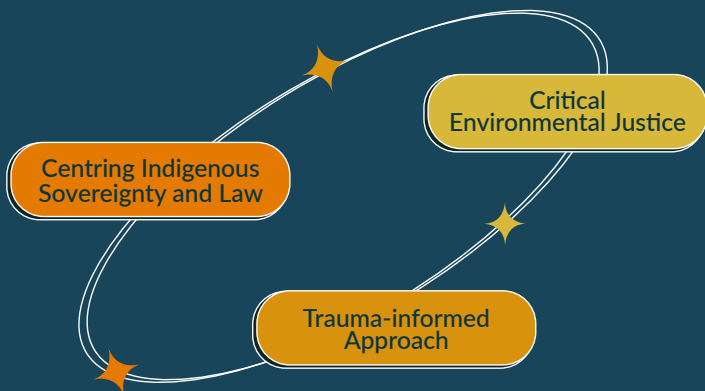 Critical
Environmental Justice
Centring Indigenous
Sovereignty and Law
Trauma-informed
Approach